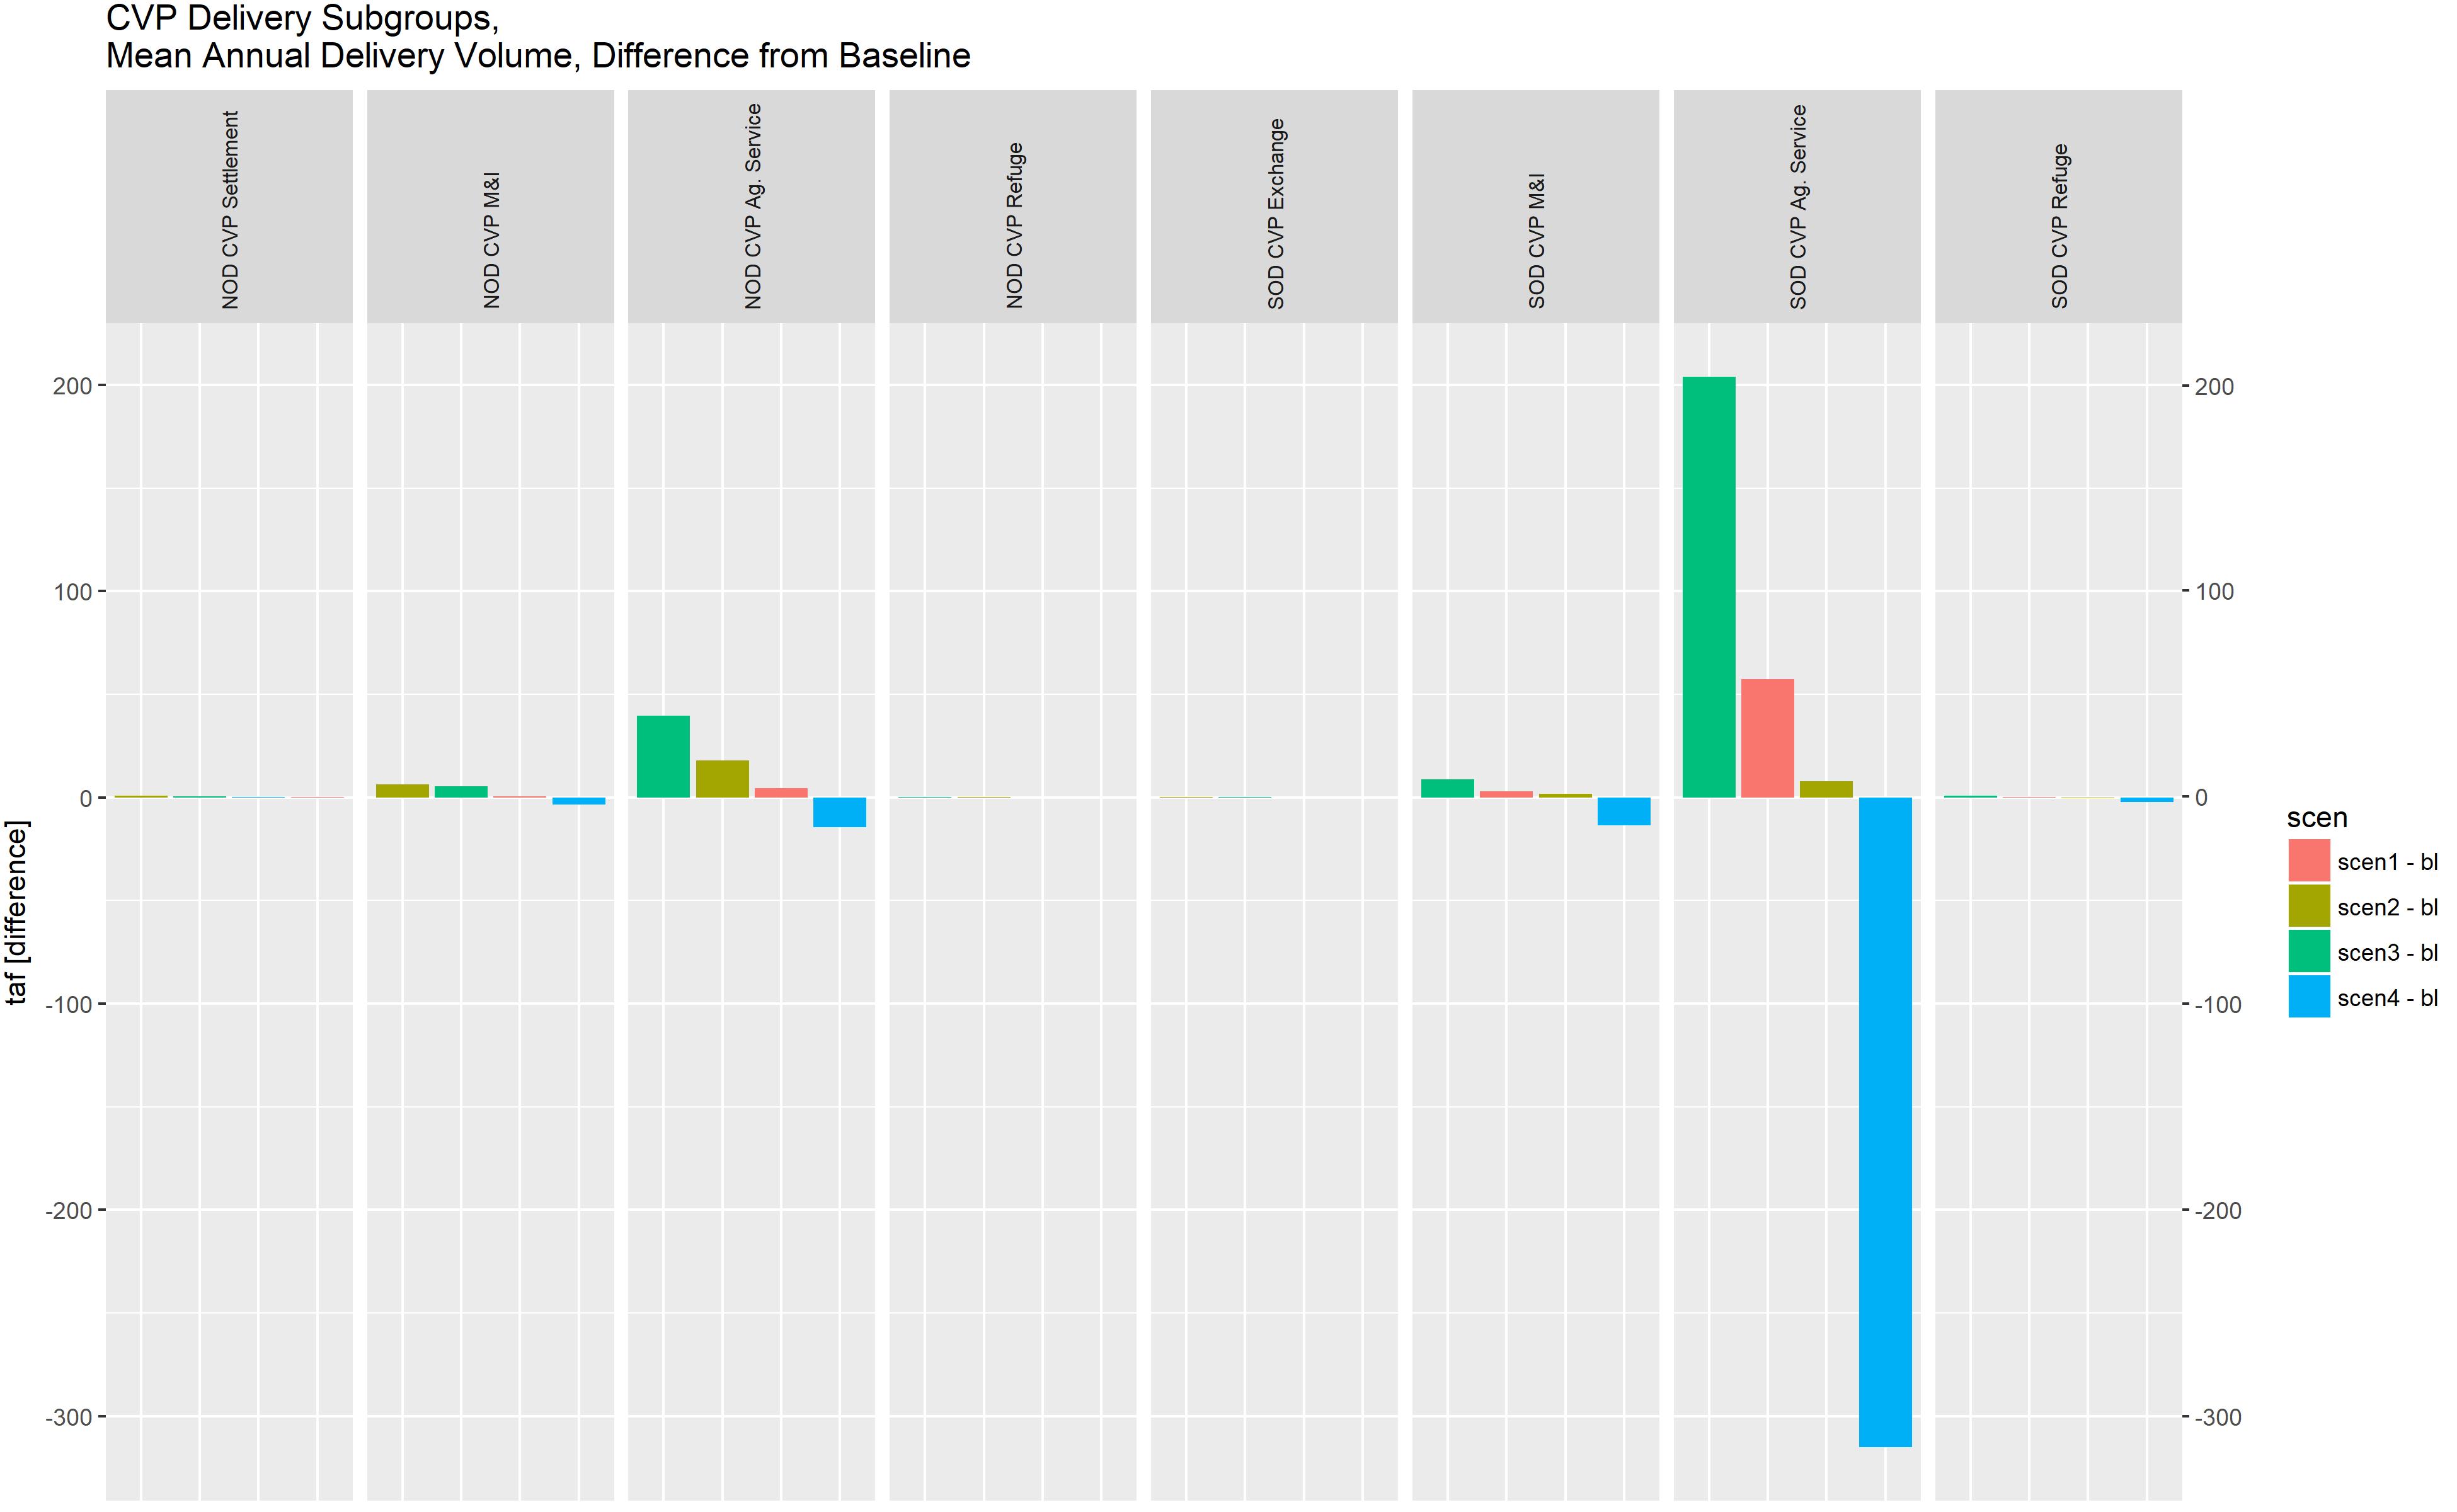 CVP Delivery Subgroups,
Mean Annual Delivery Volume, Difference from Baseline
NOD CVP Settlement
NOD CVP M&I
NOD CVP Ag. Service
NOD CVP Refuge
SOD CVP Exchange
SOD CVP M&I
SOD CVP Ag. Service
SOD CVP Refuge
taf [difference]
200
100
0
-100
-200
-300
200
100
0
-100
-200
-300
scen
scen1 - bl
scen2 - bl
scen3 - bl
scen4 - bl